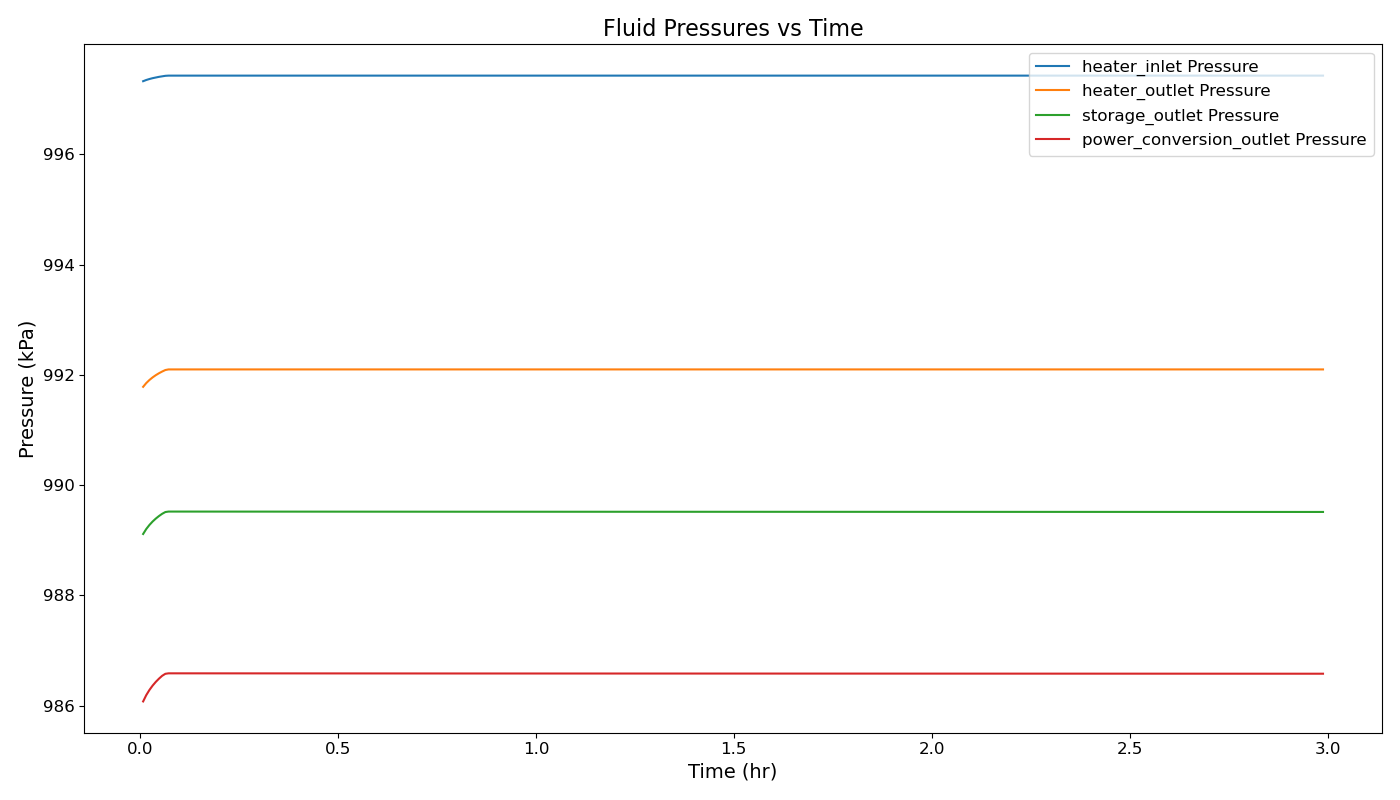 Fluid Pressures vs Time
heater_inlet Pressure
heater_outlet Pressure
storage_outlet Pressure
power_conversion_outlet Pressure
Pressure (kPa)
996
994
992
990
988
986
0.0 0.5 1.0 1.5 2.0 2.5 3.0
Time (hr)